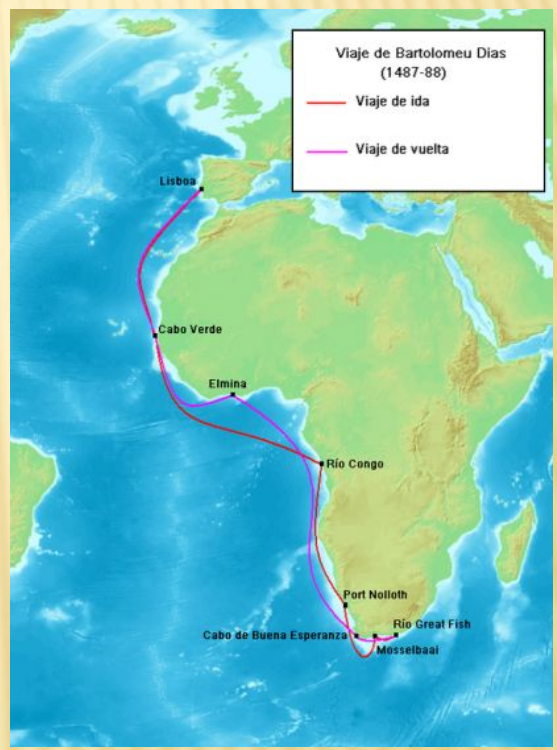 Viaje de Bartolomeu Dias
(1487-88)
Viaje de ida
Viaje de vuelta
Lisboa
Cabo Verde
Elmina
Río Congo
Port Nolloth
Río Great Fish
Cabo de Buena Esperanza
Mosselbaai